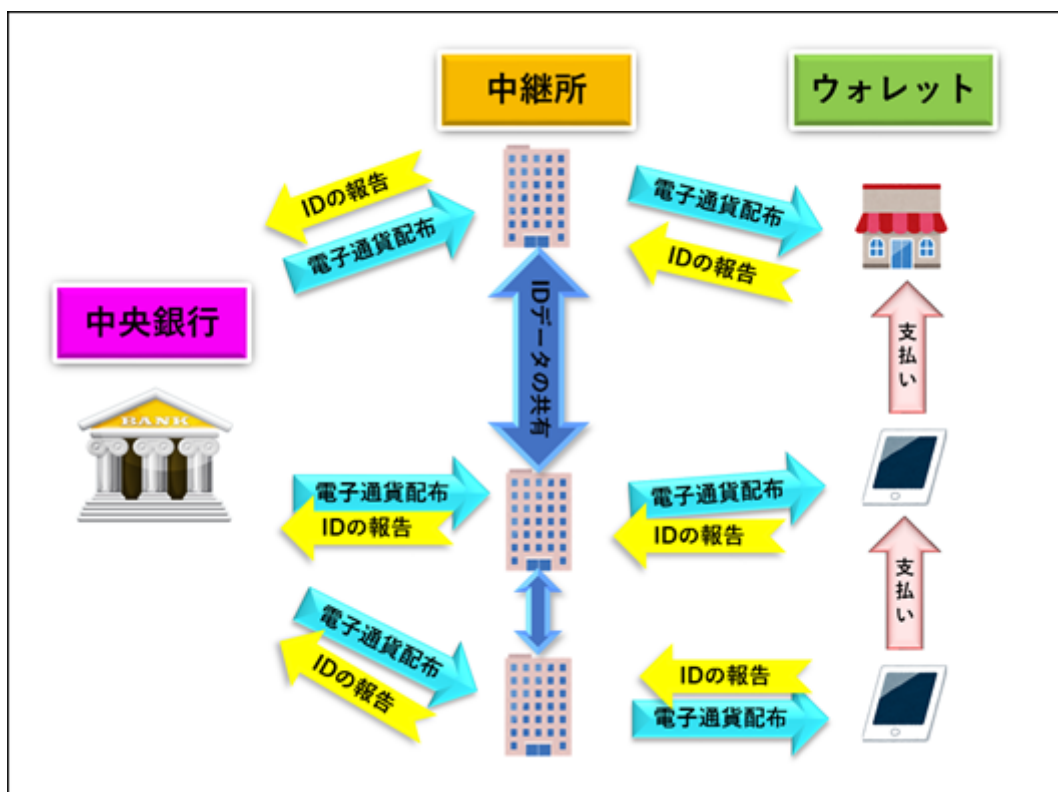 中継所
ウォレット
IDの報告
電子通貨配布
電子通貨配布
IDの報告
中央銀行
IDデータの共有
支払い
BANK
電子通貨配布
IDの報告
電子通貨配布
IDの報告
支払い
電子通貨配布
IDの報告
IDの報告
電子通貨配布